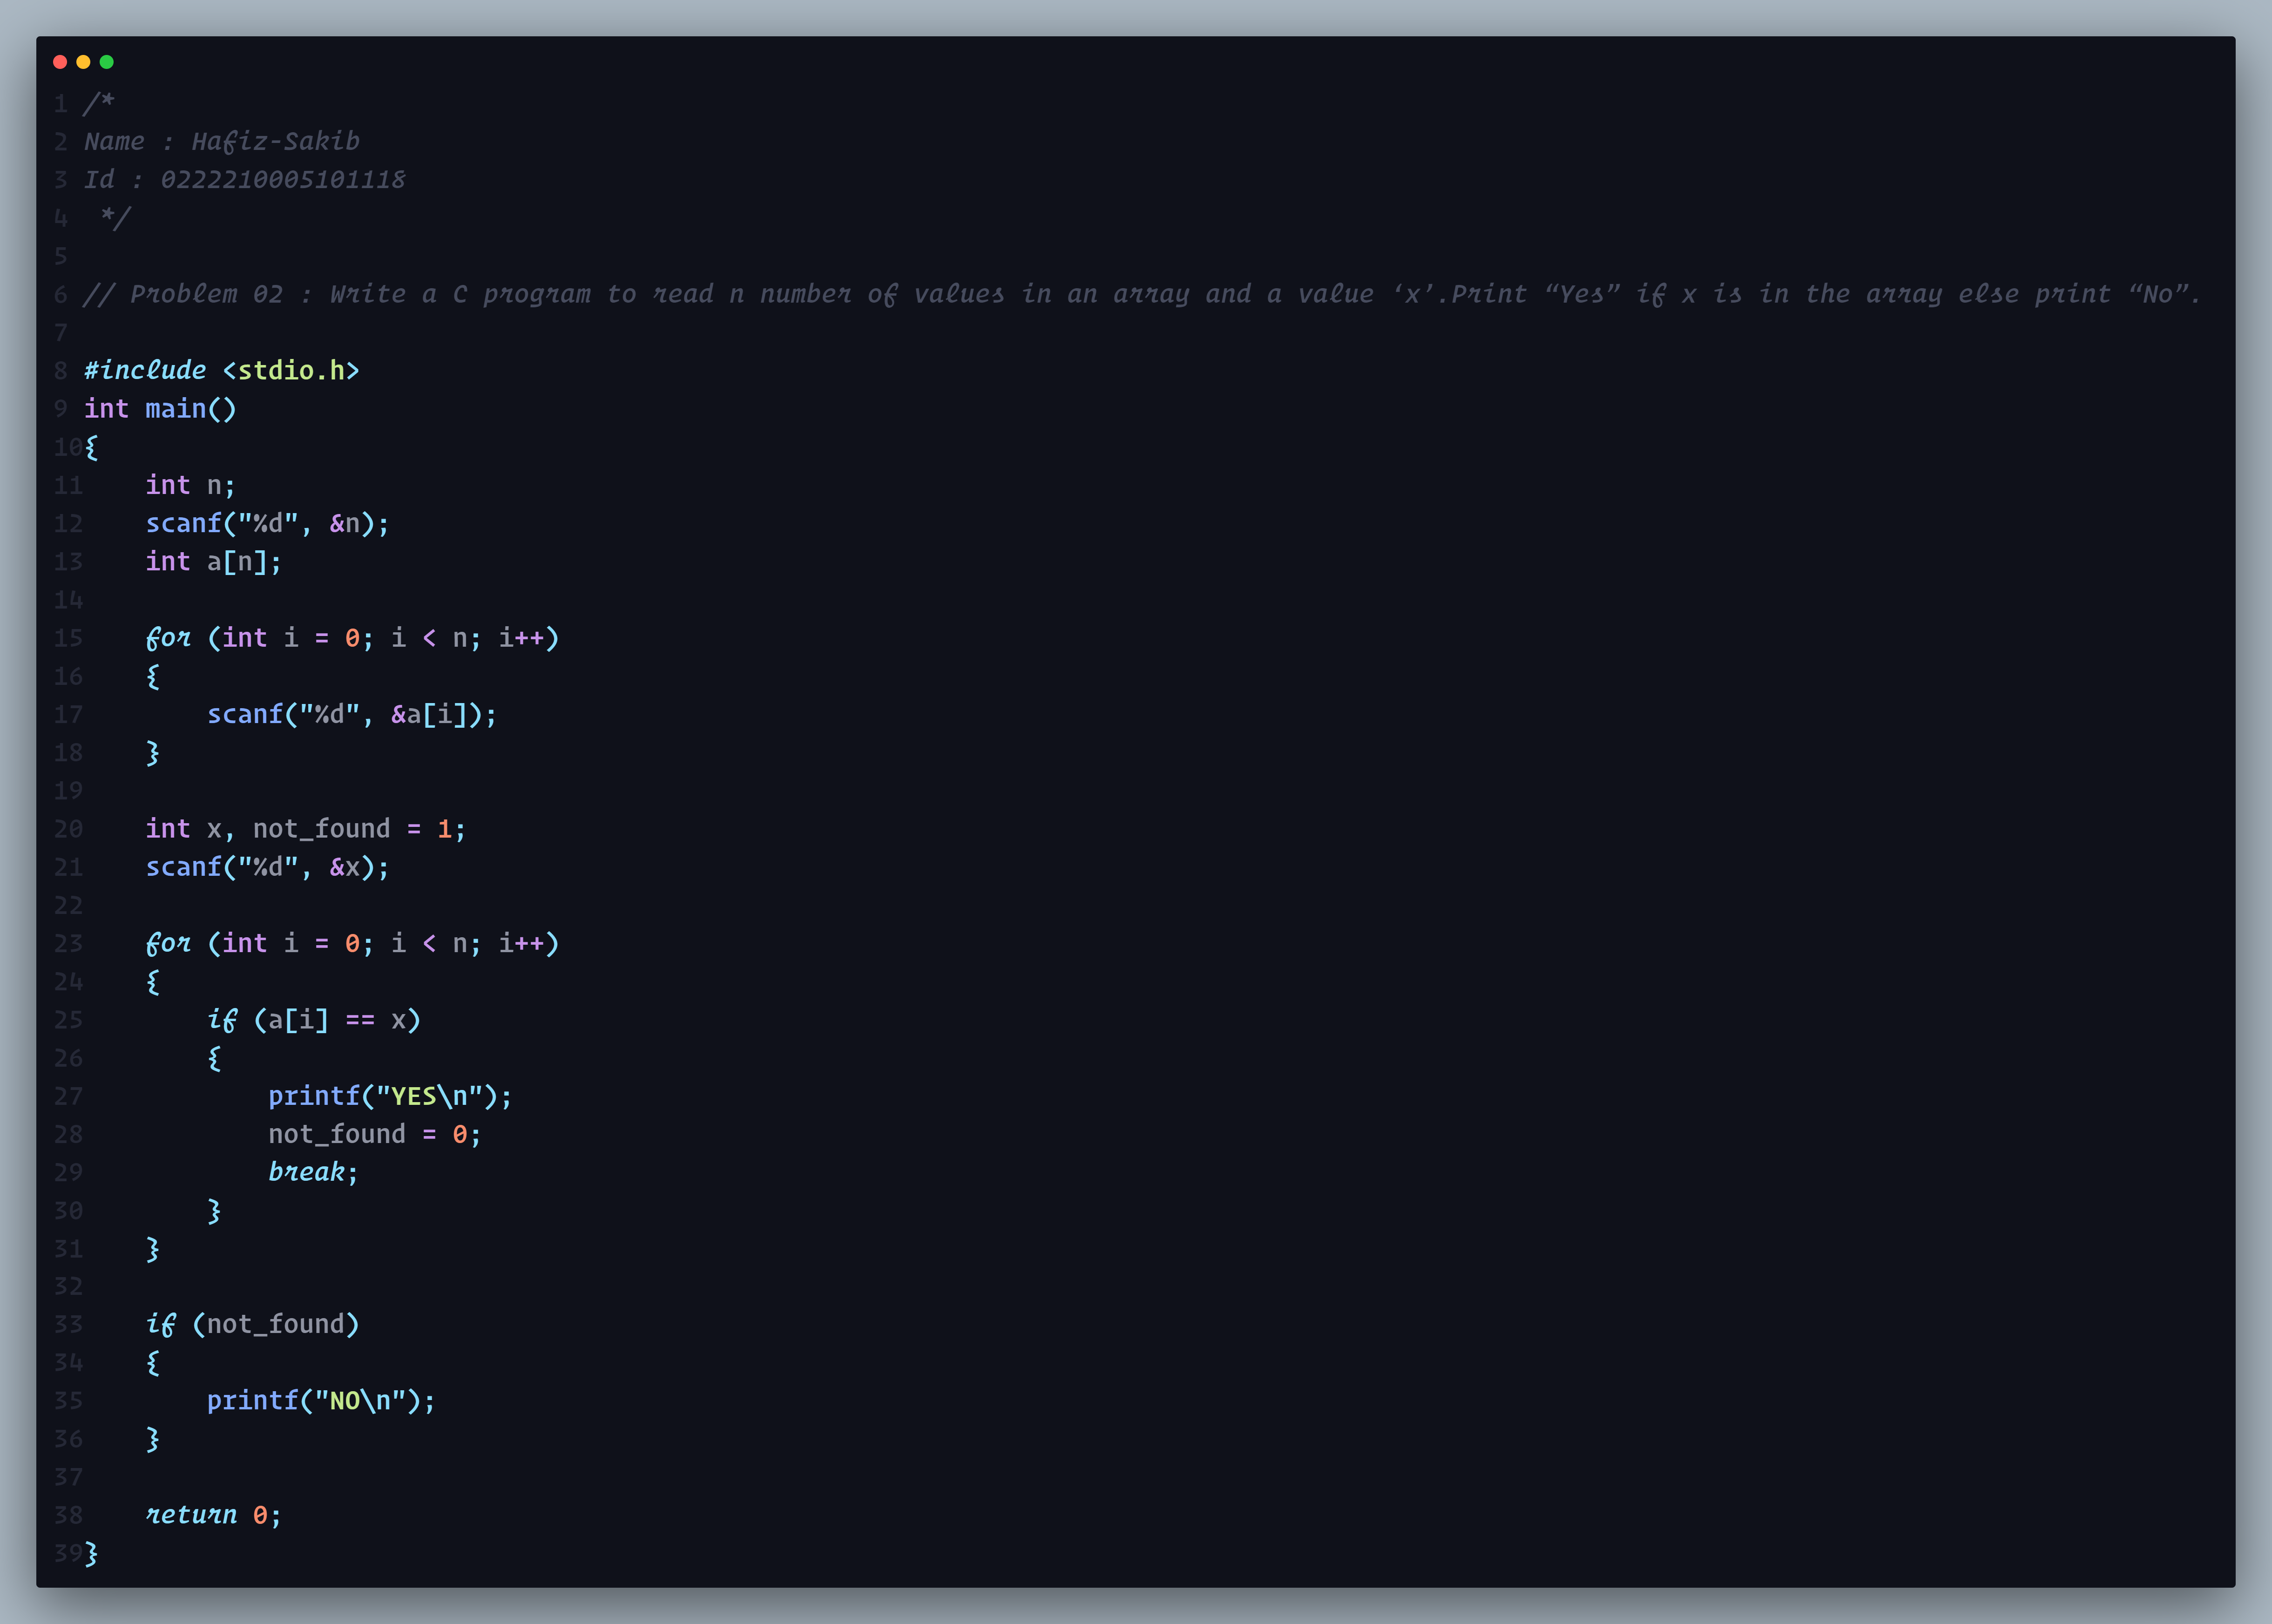 1 /*
2 Name : Hafiz-Sakib
3 Id : 0222210005101118
4  */
5
6 // Problem 02 : Write a C program to read n number of values in an array and a value ‘x’.Print “Yes” if x is in the array else print “No”.
7
8 #include <stdio.h>
9 int main()
10 {
11     int n;
12     scanf("%d", &n);
13     int a[n];
14
15     for (int i = 0; i < n; i++)
16     {
17         scanf("%d", &a[i]);
18     }
19
20     int x, not_found = 1;
21     scanf("%d", &x);
22
23     for (int i = 0; i < n; i++)
24     {
25         if (a[i] == x)
26         {
27             printf("YES\n");
28             not_found = 0;
29             break;
30         }
31     }
32
33     if (not_found)
34     {
35         printf("NO\n");
36     }
37
38     return 0;
39 }